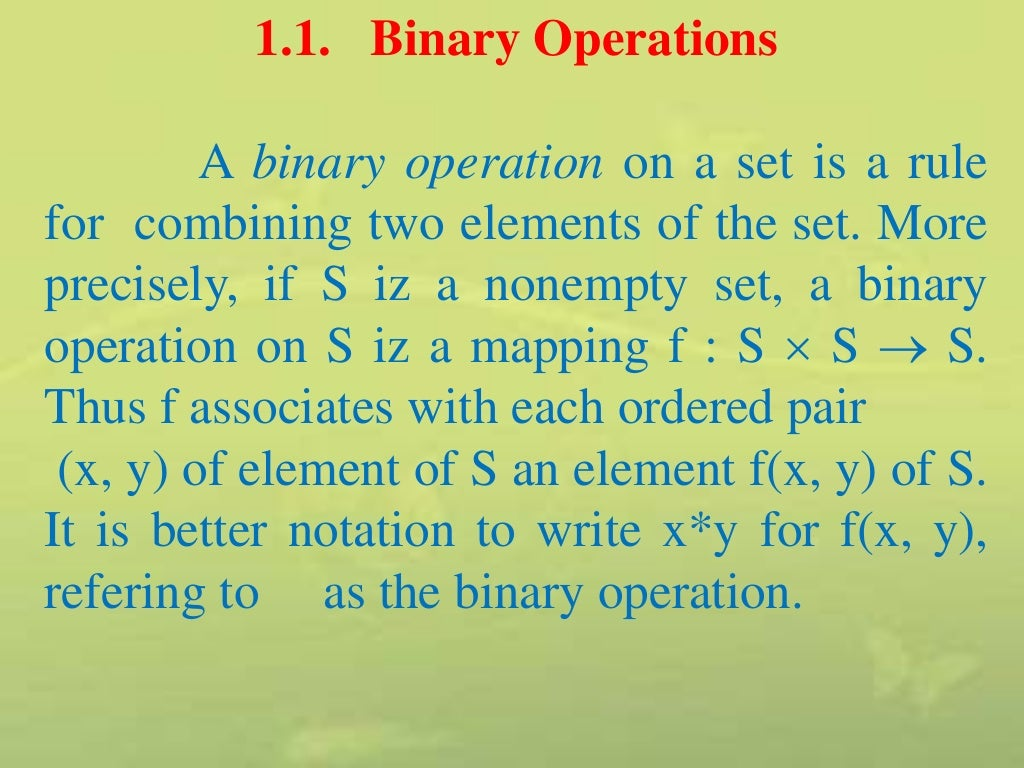 1.1. Binary Operations
A binary operation on a set is a rule
for combining two elements of the set. More
precisely, if S iz a nonempty set, a binary
operation on S iz a mapping f : S × S → S.
Thus f associates with each ordered pair
(x, y) of element of S an element f(x, y) of S.
It is better notation to write x*y for f(x, y),
refering to as the binary operation.